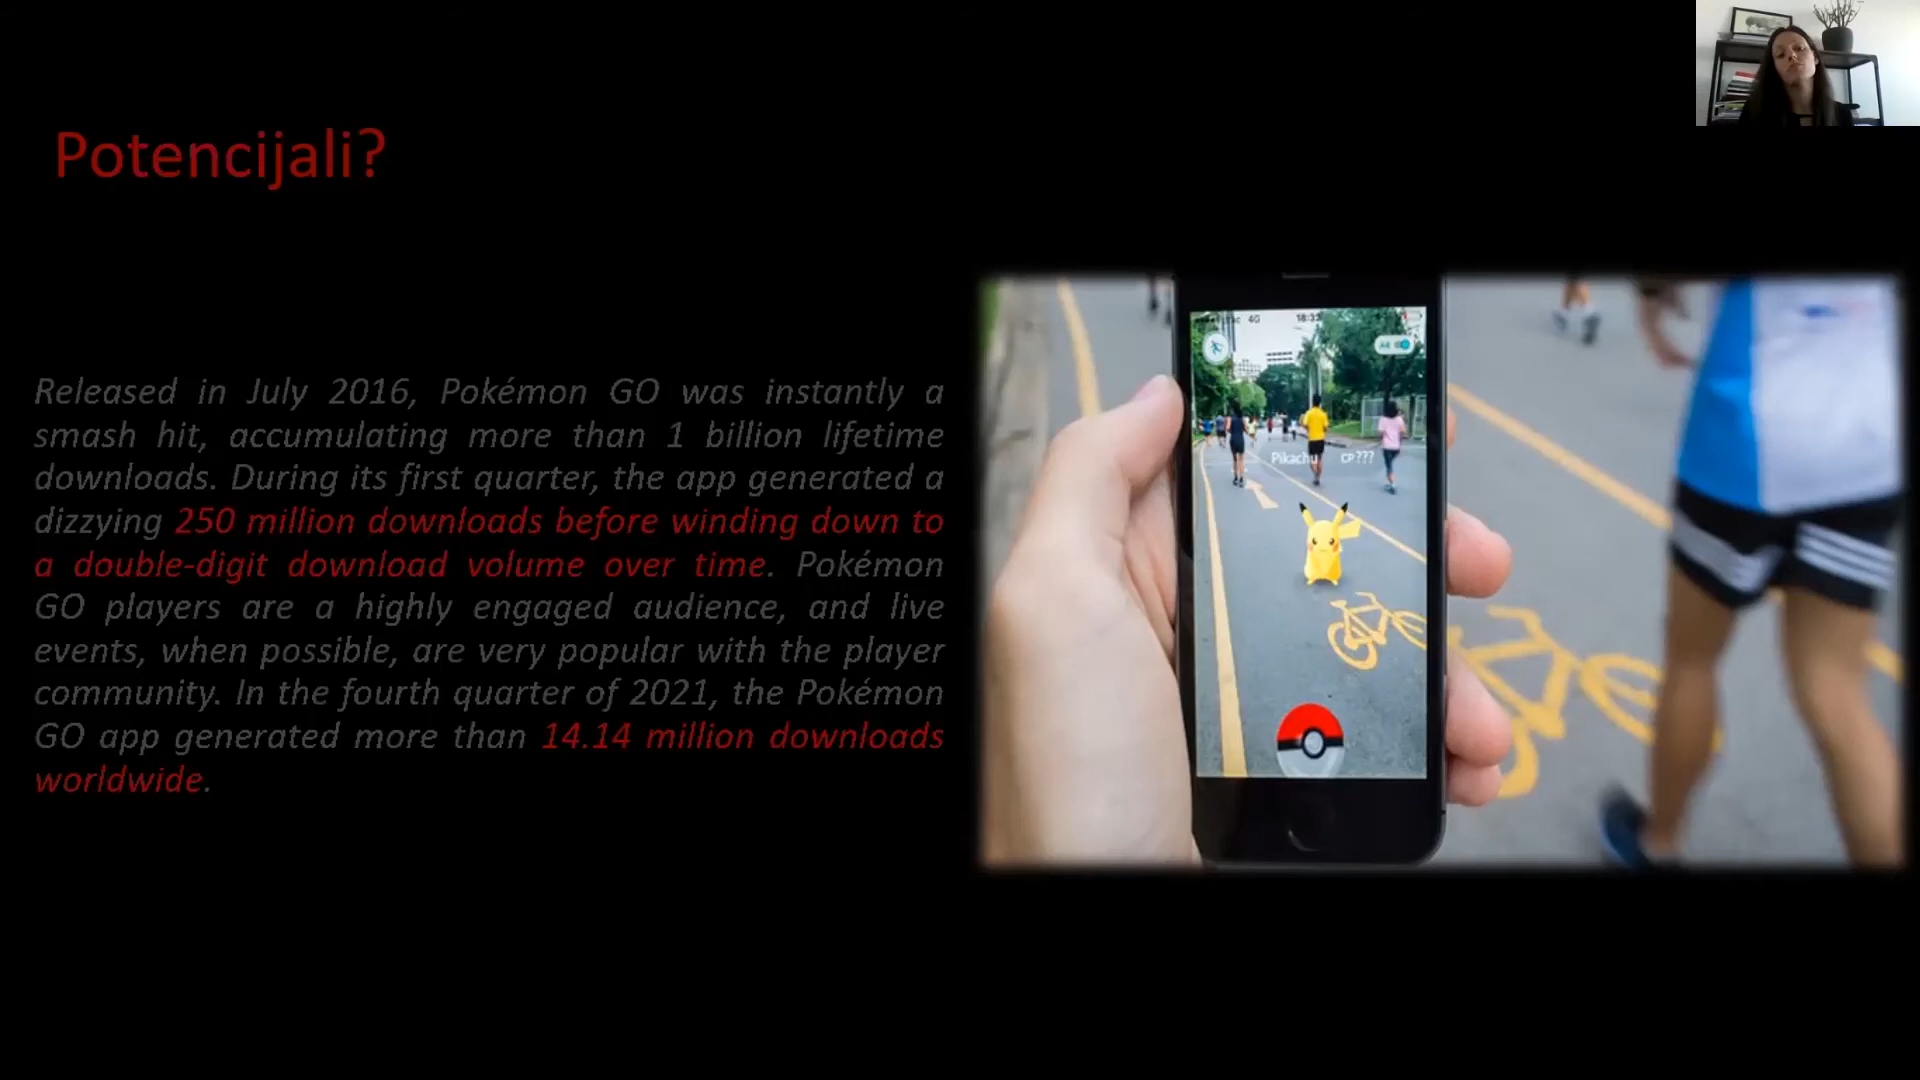 Potencijali?
Released in July 2016, Pokémon GO was instantly a
smash hit, accumulating more than 1 billion lifetime
downloads. During its first quarter, the app generated a
dizzying 250 million downloads before winding down to
a double-digit download volume over time. Pokémon
GO players are a highly engaged audience, and live
events, when possible, are very popular with the player
community. In the fourth quarter of 2021, the Pokémon
GO app generated more than 14.14 million downloads
worldwide.
4G
AR
Pikachu CP???